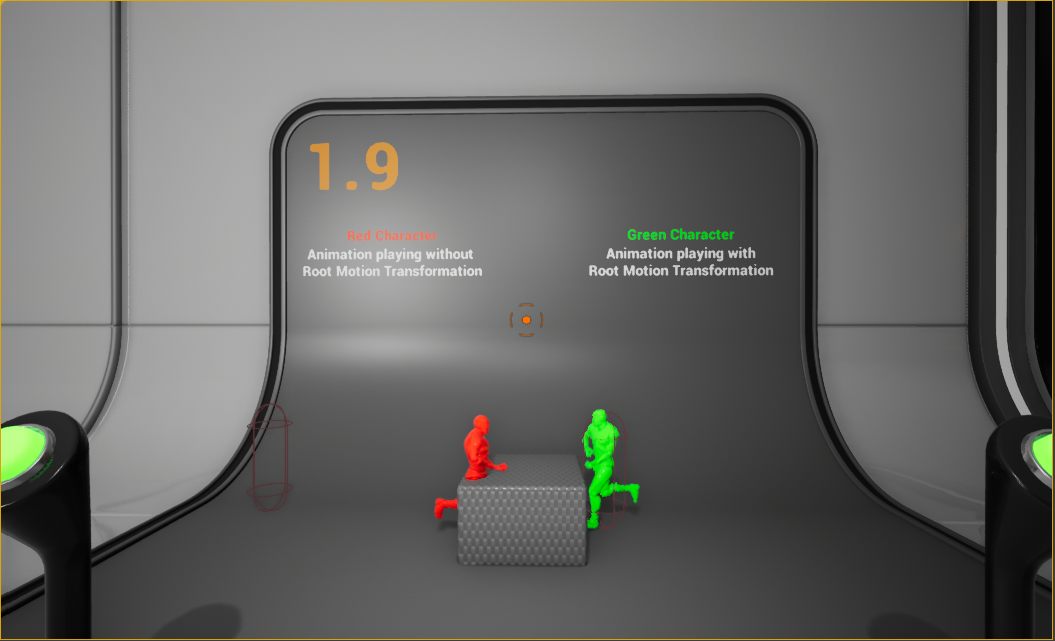 1.9
Red Character
Animation playing without
Root Motion Transformation
Green Character
Animation playing with
Root Motion Transformation